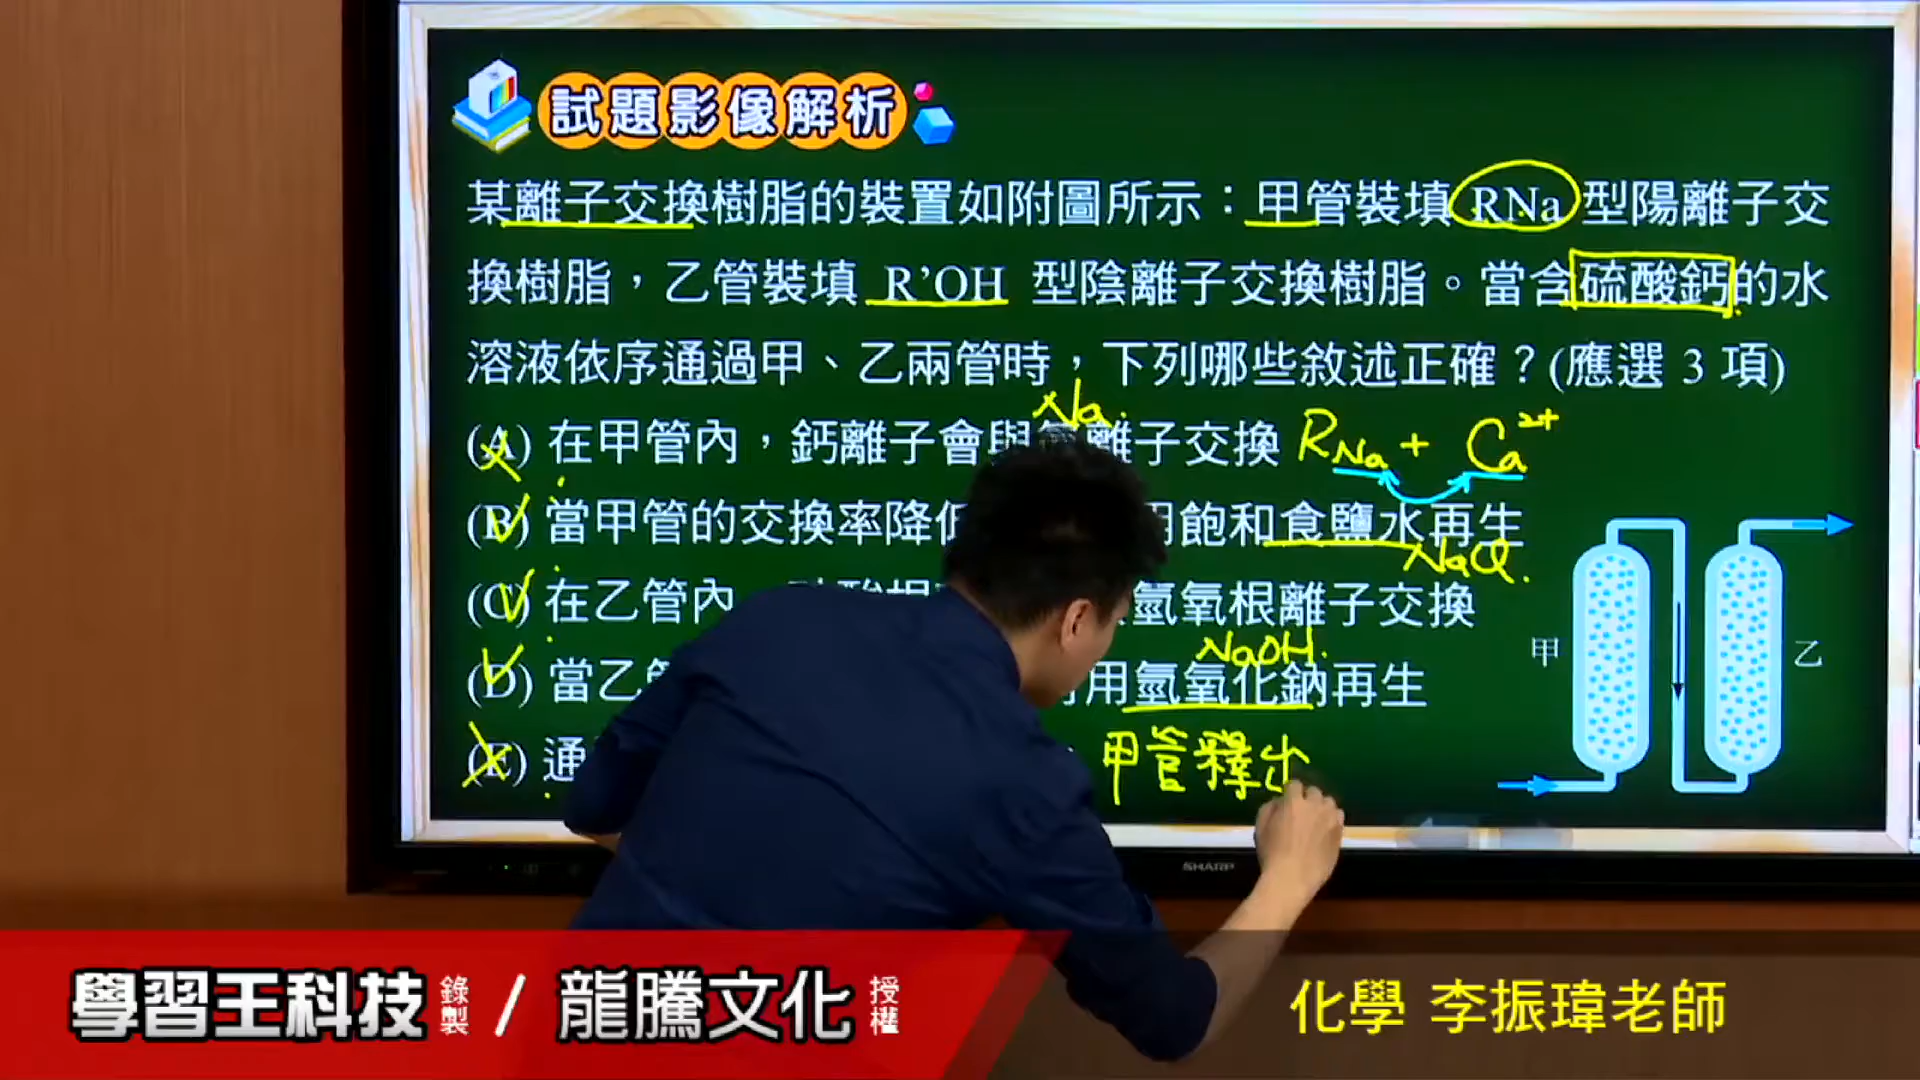 試題影像解析
某離子交換樹脂的裝置如附圖所示：甲管裝填 RNa 型陽離子交
換樹脂，乙管裝填 R’OH 型陰離子交換樹脂。當含硫酸鈣的水
溶液依序通過甲、乙兩管時，下列哪些敘述正確？(應選 3 項)
Na
(A) 在甲管內，鈣離子會與 離子交換 RNa + Ca²⁺
(B) 當甲管的交換率降 用飽和食鹽水再生
NaCl
(C) 在乙管內 氫氧根離子交換
NaOH
(D) 當乙 用氫氧化鈉再生
(E) 通 甲管釋出
甲
乙
SHARP
學習王科技 錄製 / 龍騰文化 授權
化學 李振瑋老師